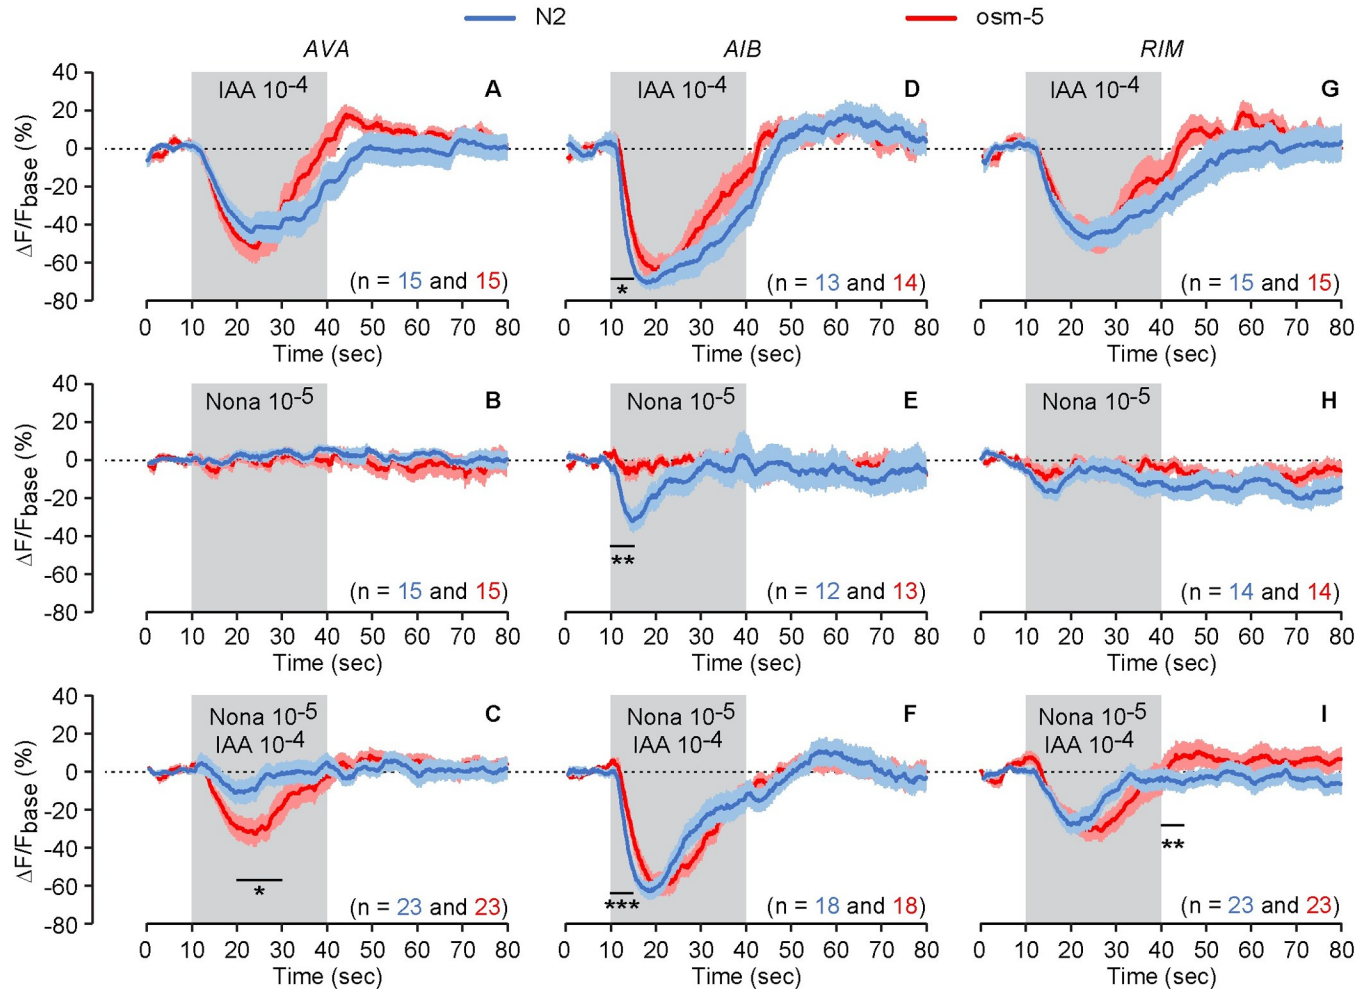 N2 osm-5
AVA AIB RIM
ΔF/Fbase (%)
40
20
0
-20
-40
-60
-80
IAA 10-4
A
(n = 15 and 15)
0 10 20 30 40 50 60 70 80
Time (sec)
IAA 10-4
D
*
(n = 13 and 14)
0 10 20 30 40 50 60 70 80
Time (sec)
IAA 10-4
G
(n = 15 and 15)
0 10 20 30 40 50 60 70 80
Time (sec)
ΔF/Fbase (%)
40
20
0
-20
-40
-60
-80
Nona 10-5
B
(n = 15 and 15)
0 10 20 30 40 50 60 70 80
Time (sec)
Nona 10-5
E
**
(n = 12 and 13)
0 10 20 30 40 50 60 70 80
Time (sec)
Nona 10-5
H
(n = 14 and 14)
0 10 20 30 40 50 60 70 80
Time (sec)
ΔF/Fbase (%)
40
20
0
-20
-40
-60
-80
Nona 10-5
IAA 10-4
C
*
(n = 23 and 23)
0 10 20 30 40 50 60 70 80
Time (sec)
Nona 10-5
IAA 10-4
F
***
(n = 18 and 18)
0 10 20 30 40 50 60 70 80
Time (sec)
Nona 10-5
IAA 10-4
I
**
(n = 23 and 23)
0 10 20 30 40 50 60 70 80
Time (sec)